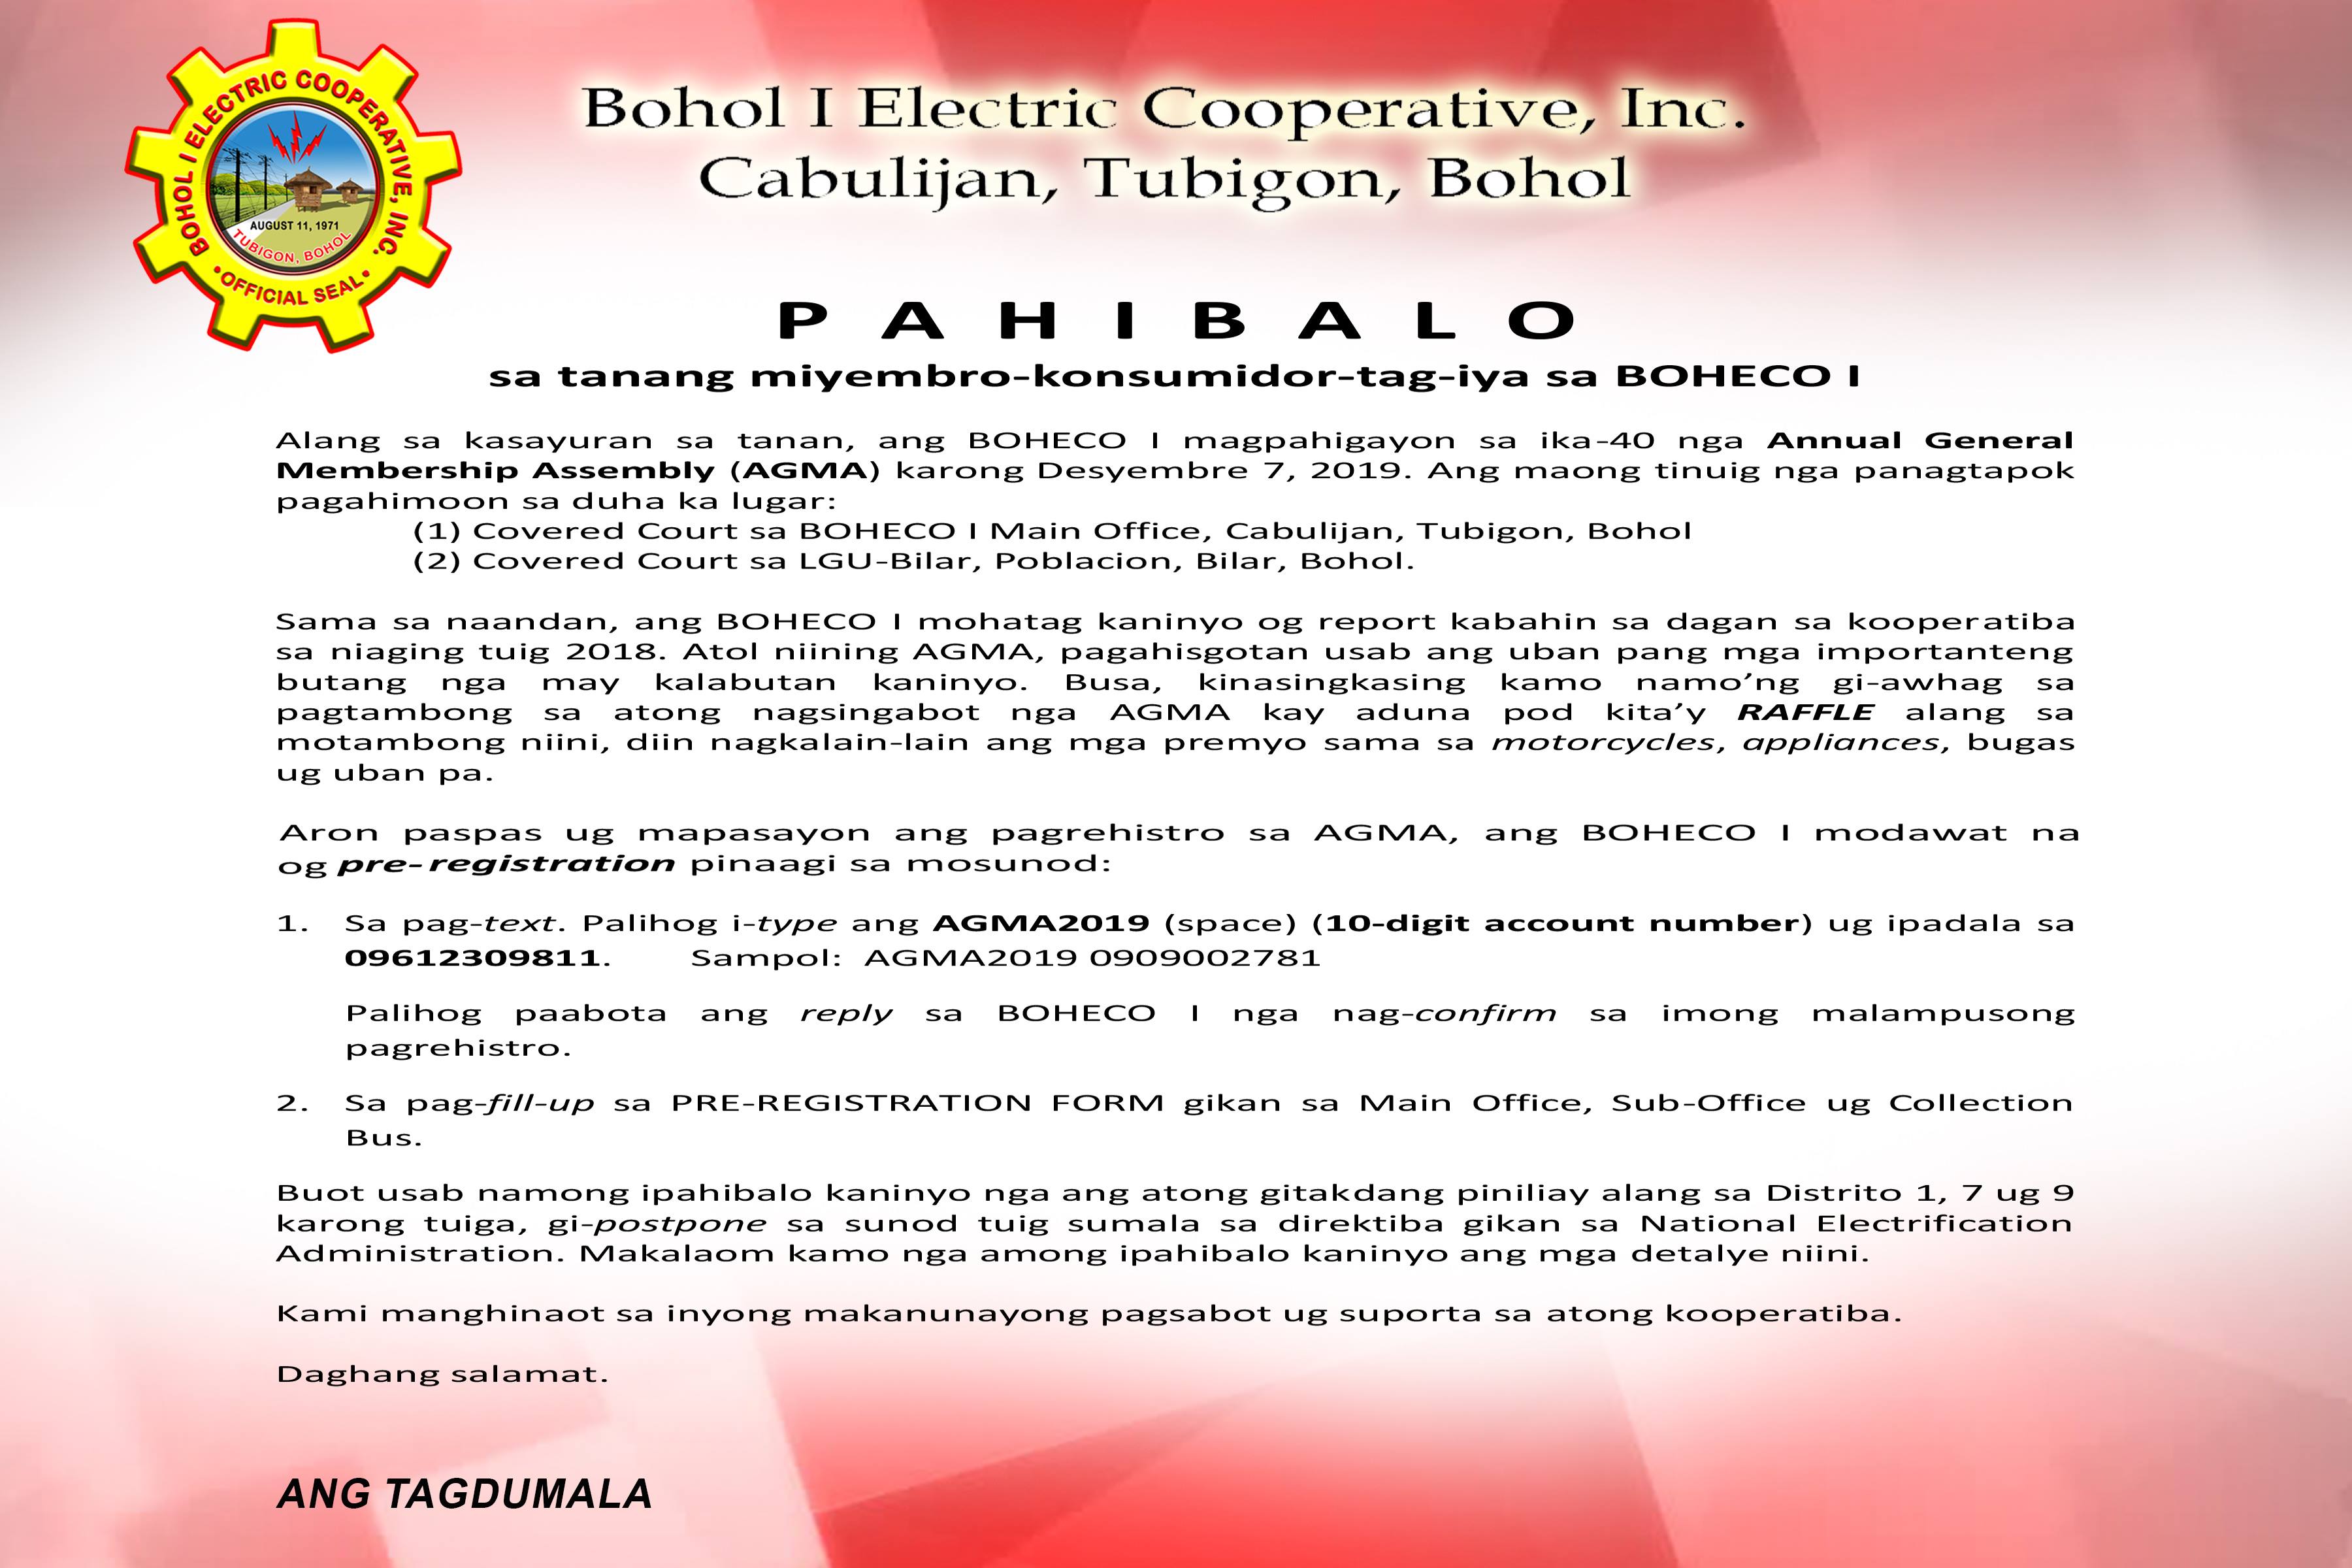 BOHOL I ELECTRIC COOPERATIVE, INC.
AUGUST 11, 1971
TUBIGON, BOHOL
• OFFICIAL SEAL •
Bohol I Electric Cooperative, Inc.
Cabulijan, Tubigon, Bohol
P A H I B A L O
sa tanang miyembro-konsumidor-tag-iya sa BOHECO I
Alang sa kasayuran sa tanan, ang BOHECO I magpahigayon sa ika-40 nga Annual General
Membership Assembly (AGMA) karong Desyembre 7, 2019. Ang maong tinuig nga panagtapok
pagahimoon sa duha ka lugar:
(1) Covered Court sa BOHECO I Main Office, Cabulijan, Tubigon, Bohol
(2) Covered Court sa LGU-Bilar, Poblacion, Bilar, Bohol.
Sama sa naandan, ang BOHECO I mohatag kaninyo og report kabahin sa dagan sa kooperatiba
sa niaging tuig 2018. Atol niining AGMA, pagahisgotan usab ang uban pang mga importanteng
butang nga may kalabutan kaninyo. Busa, kinasingkasing kamo namo’ng gi-awhag sa
pagtambong sa atong nagsingabot nga AGMA kay aduna pod kita’y RAFFLE alang sa
motambong niini, diin nagkalain-lain ang mga premyo sama sa motorcycles, appliances, bugas
ug uban pa.
Aron paspas ug mapasayon ang pagrehistro sa AGMA, ang BOHECO I modawat na
og pre-registration pinaagi sa mosunod:
1. Sa pag-text. Palihog i-type ang AGMA2019 (space) (10-digit account number) ug ipadala sa
09612309811. Sampol: AGMA2019 0909002781
Palihog paabota ang reply sa BOHECO I nga nag-confirm sa imong malampusong
pagrehistro.
2. Sa pag-fill-up sa PRE-REGISTRATION FORM gikan sa Main Office, Sub-Office ug Collection
Bus.
Buot usab namong ipahibalo kaninyo nga ang atong gitakdang piniliay alang sa Distrito 1, 7 ug 9
karong tuiga, gi-postpone sa sunod tuig sumala sa direktiba gikan sa National Electrification
Administration. Makalaom kamo nga among ipahibalo kaninyo ang mga detalye niini.
Kami manghinaot sa inyong makanunayong pagsabot ug suporta sa atong kooperatiba.
Daghang salamat.
ANG TAGDUMALA